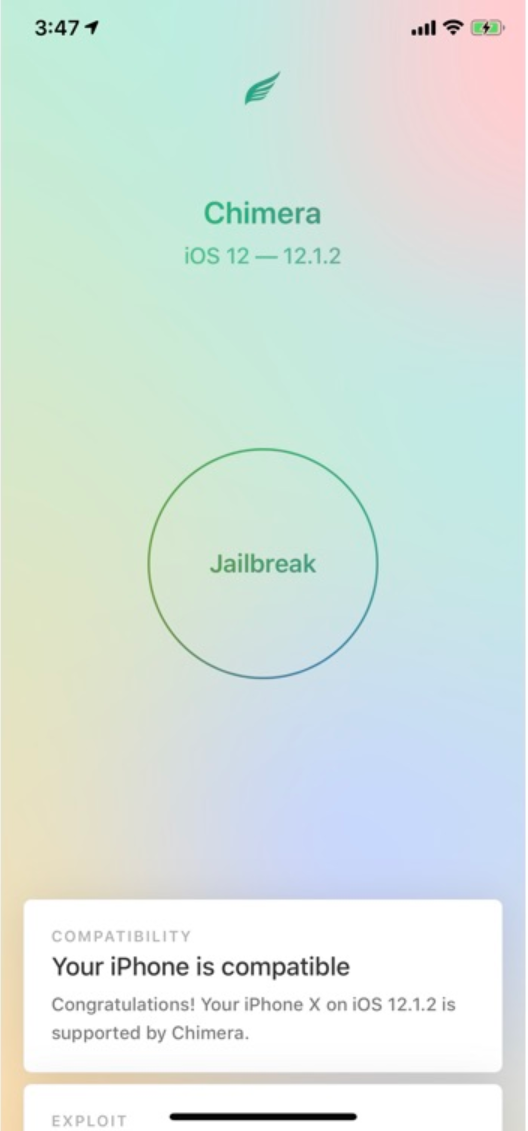 3:47
Chimera
iOS 12 — 12.1.2
Jailbreak
COMPATIBILITY
Your iPhone is compatible
Congratulations! Your iPhone X on iOS 12.1.2 is
supported by Chimera.
EXPLOIT